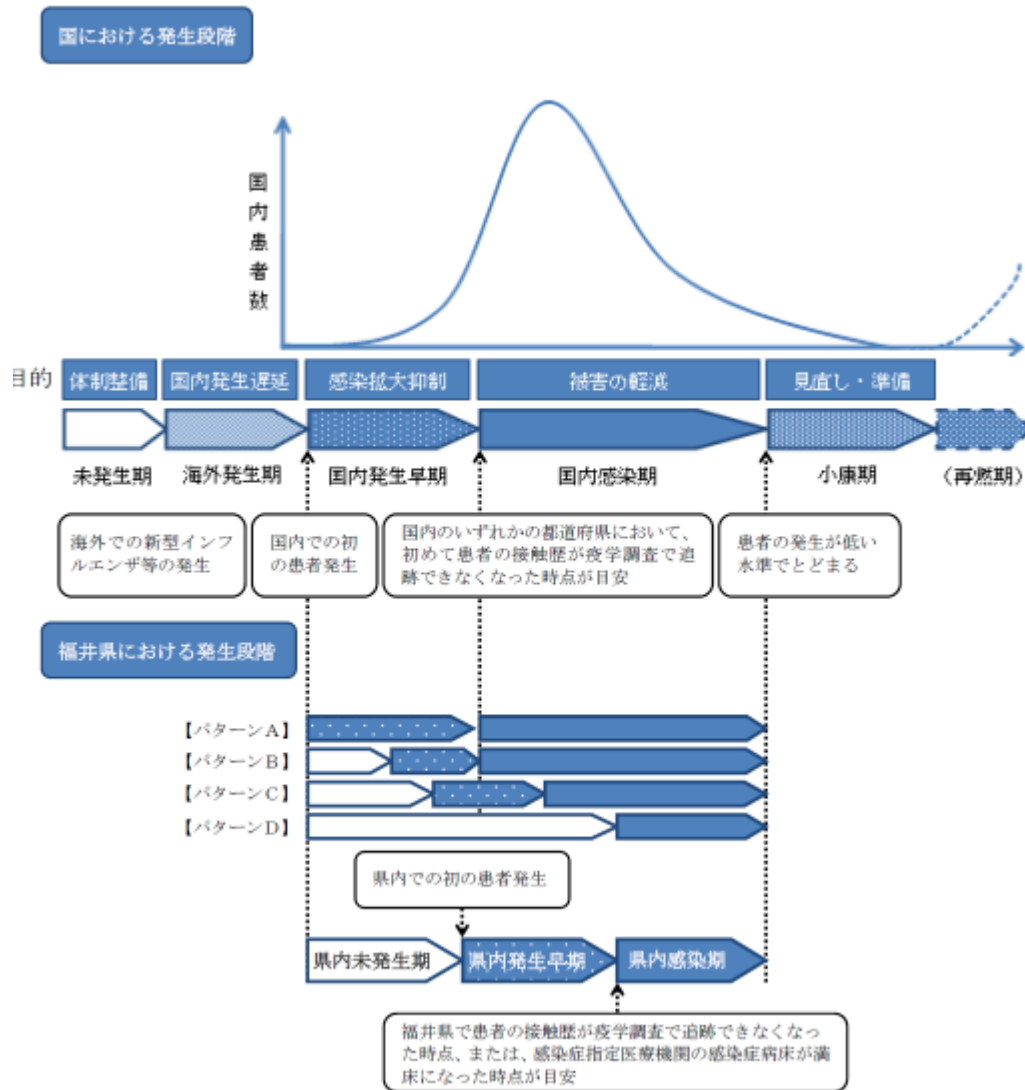 国における発生段階
国内患者数
目的
体制整備
国内発生遅延
感染拡大抑制
被害の軽減
見直し・準備
未発生期
海外発生期
国内発生早期
国内感染期
小康期
（再燃期）
海外での新型インフ
ルエンザ等の発生
国内での初
の患者発生
国内のいずれかの都道府県において、
初めて患者の接触歴が疫学調査で追
跡できなくなった時点が目安
患者の発生が低い
水準でとどまる
福井県における発生段階
【パターンA】
【パターンB】
【パターンC】
【パターンD】
県内での初の患者発生
県内未発生期
県内発生早期
県内感染期
福井県で患者の接触歴が疫学調査で追跡できなくなっ
た時点、または、感染症指定医療機関の感染症病床が満
床になった時点が目安